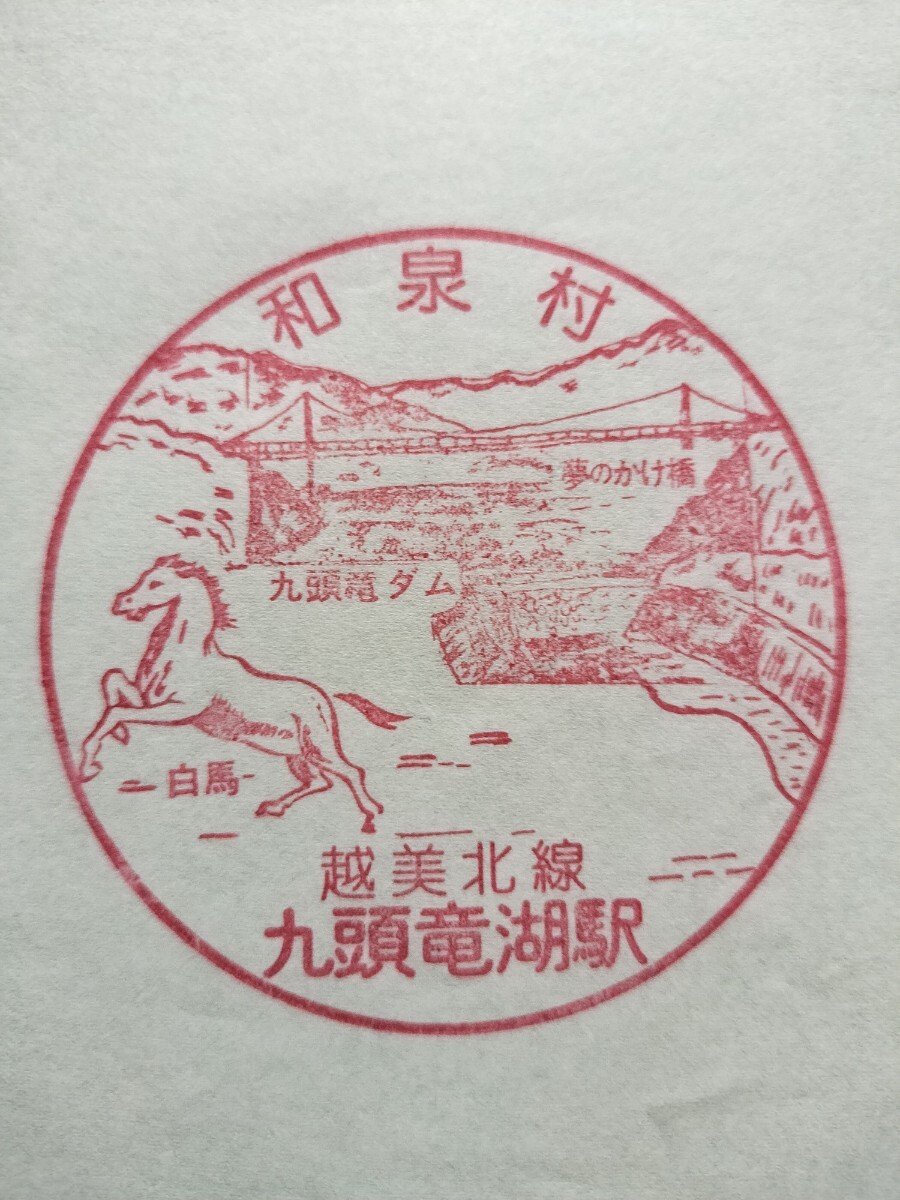 和泉村
夢のかけ橋
九頭竜ダム
白馬
越美北線
九頭竜湖駅